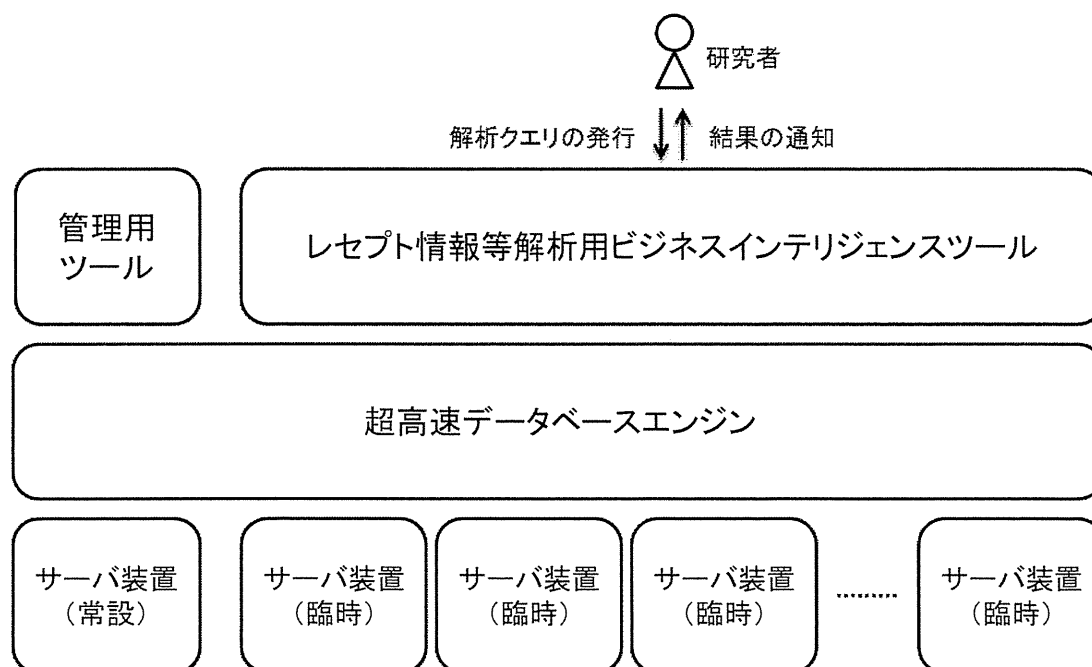 研究者
解析クエリの発行
結果の通知
管理用
ツール
レセプト情報等解析用ビジネスインテリジェンスツール
超高速データベースエンジン
サーバ装置
（常設）
サーバ装置
（臨時）
サーバ装置
（臨時）
サーバ装置
（臨時）
………
サーバ装置
（臨時）